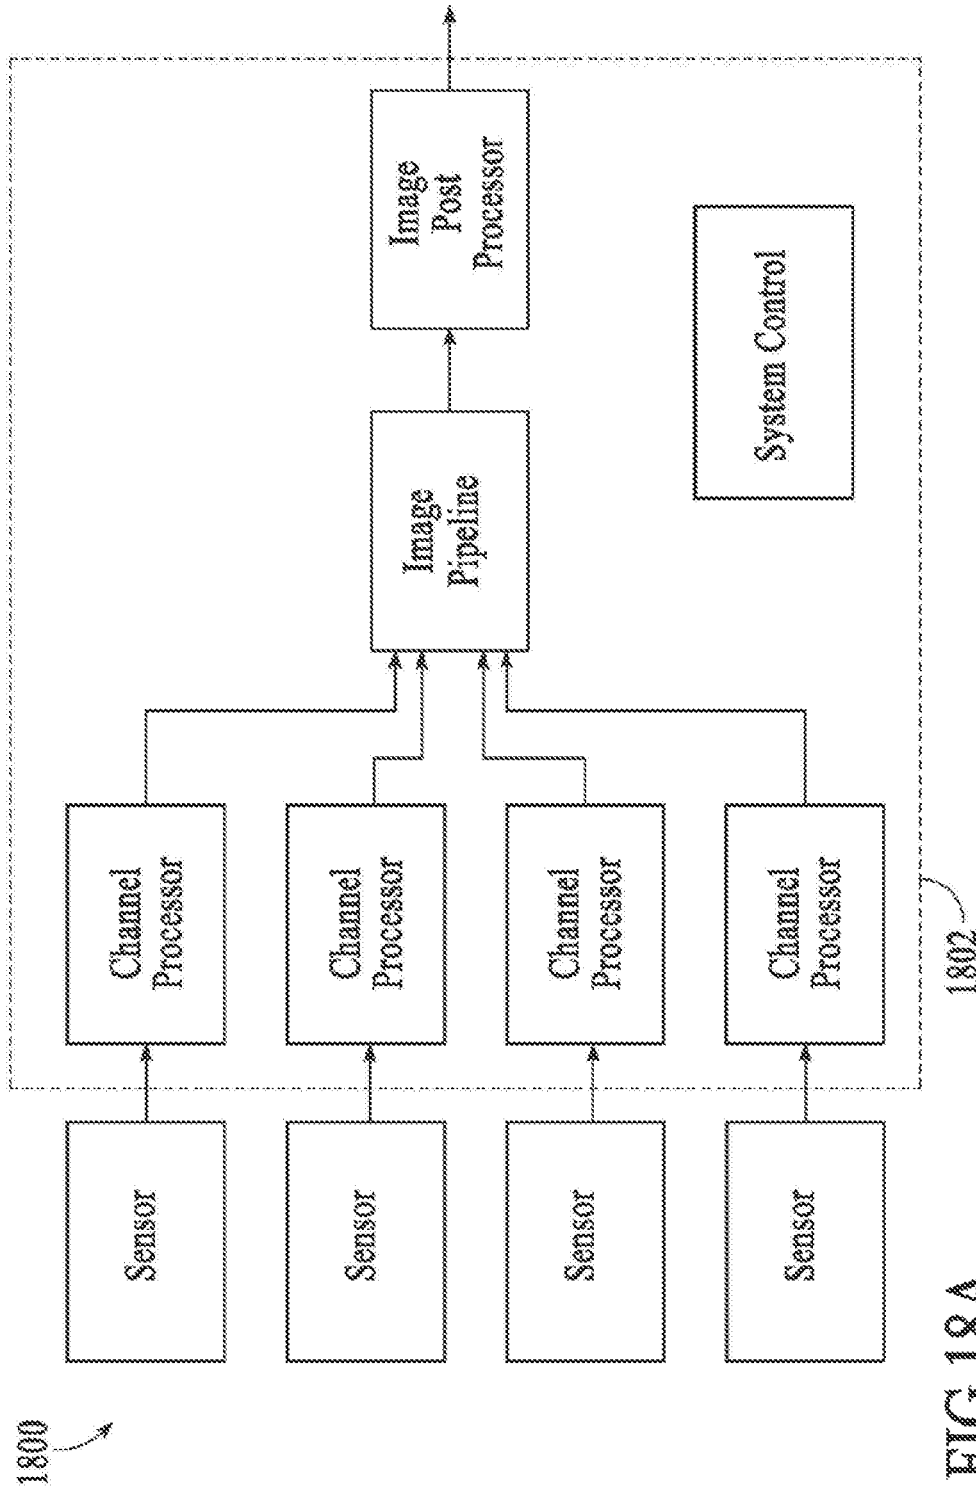 1800
Sensor
Sensor
Sensor
Sensor
Channel
Processor
Channel
Processor
Channel
Processor
Channel
Processor
Image
Pipeline
Image
Post
Processor
System Control
1802
FIG 18A